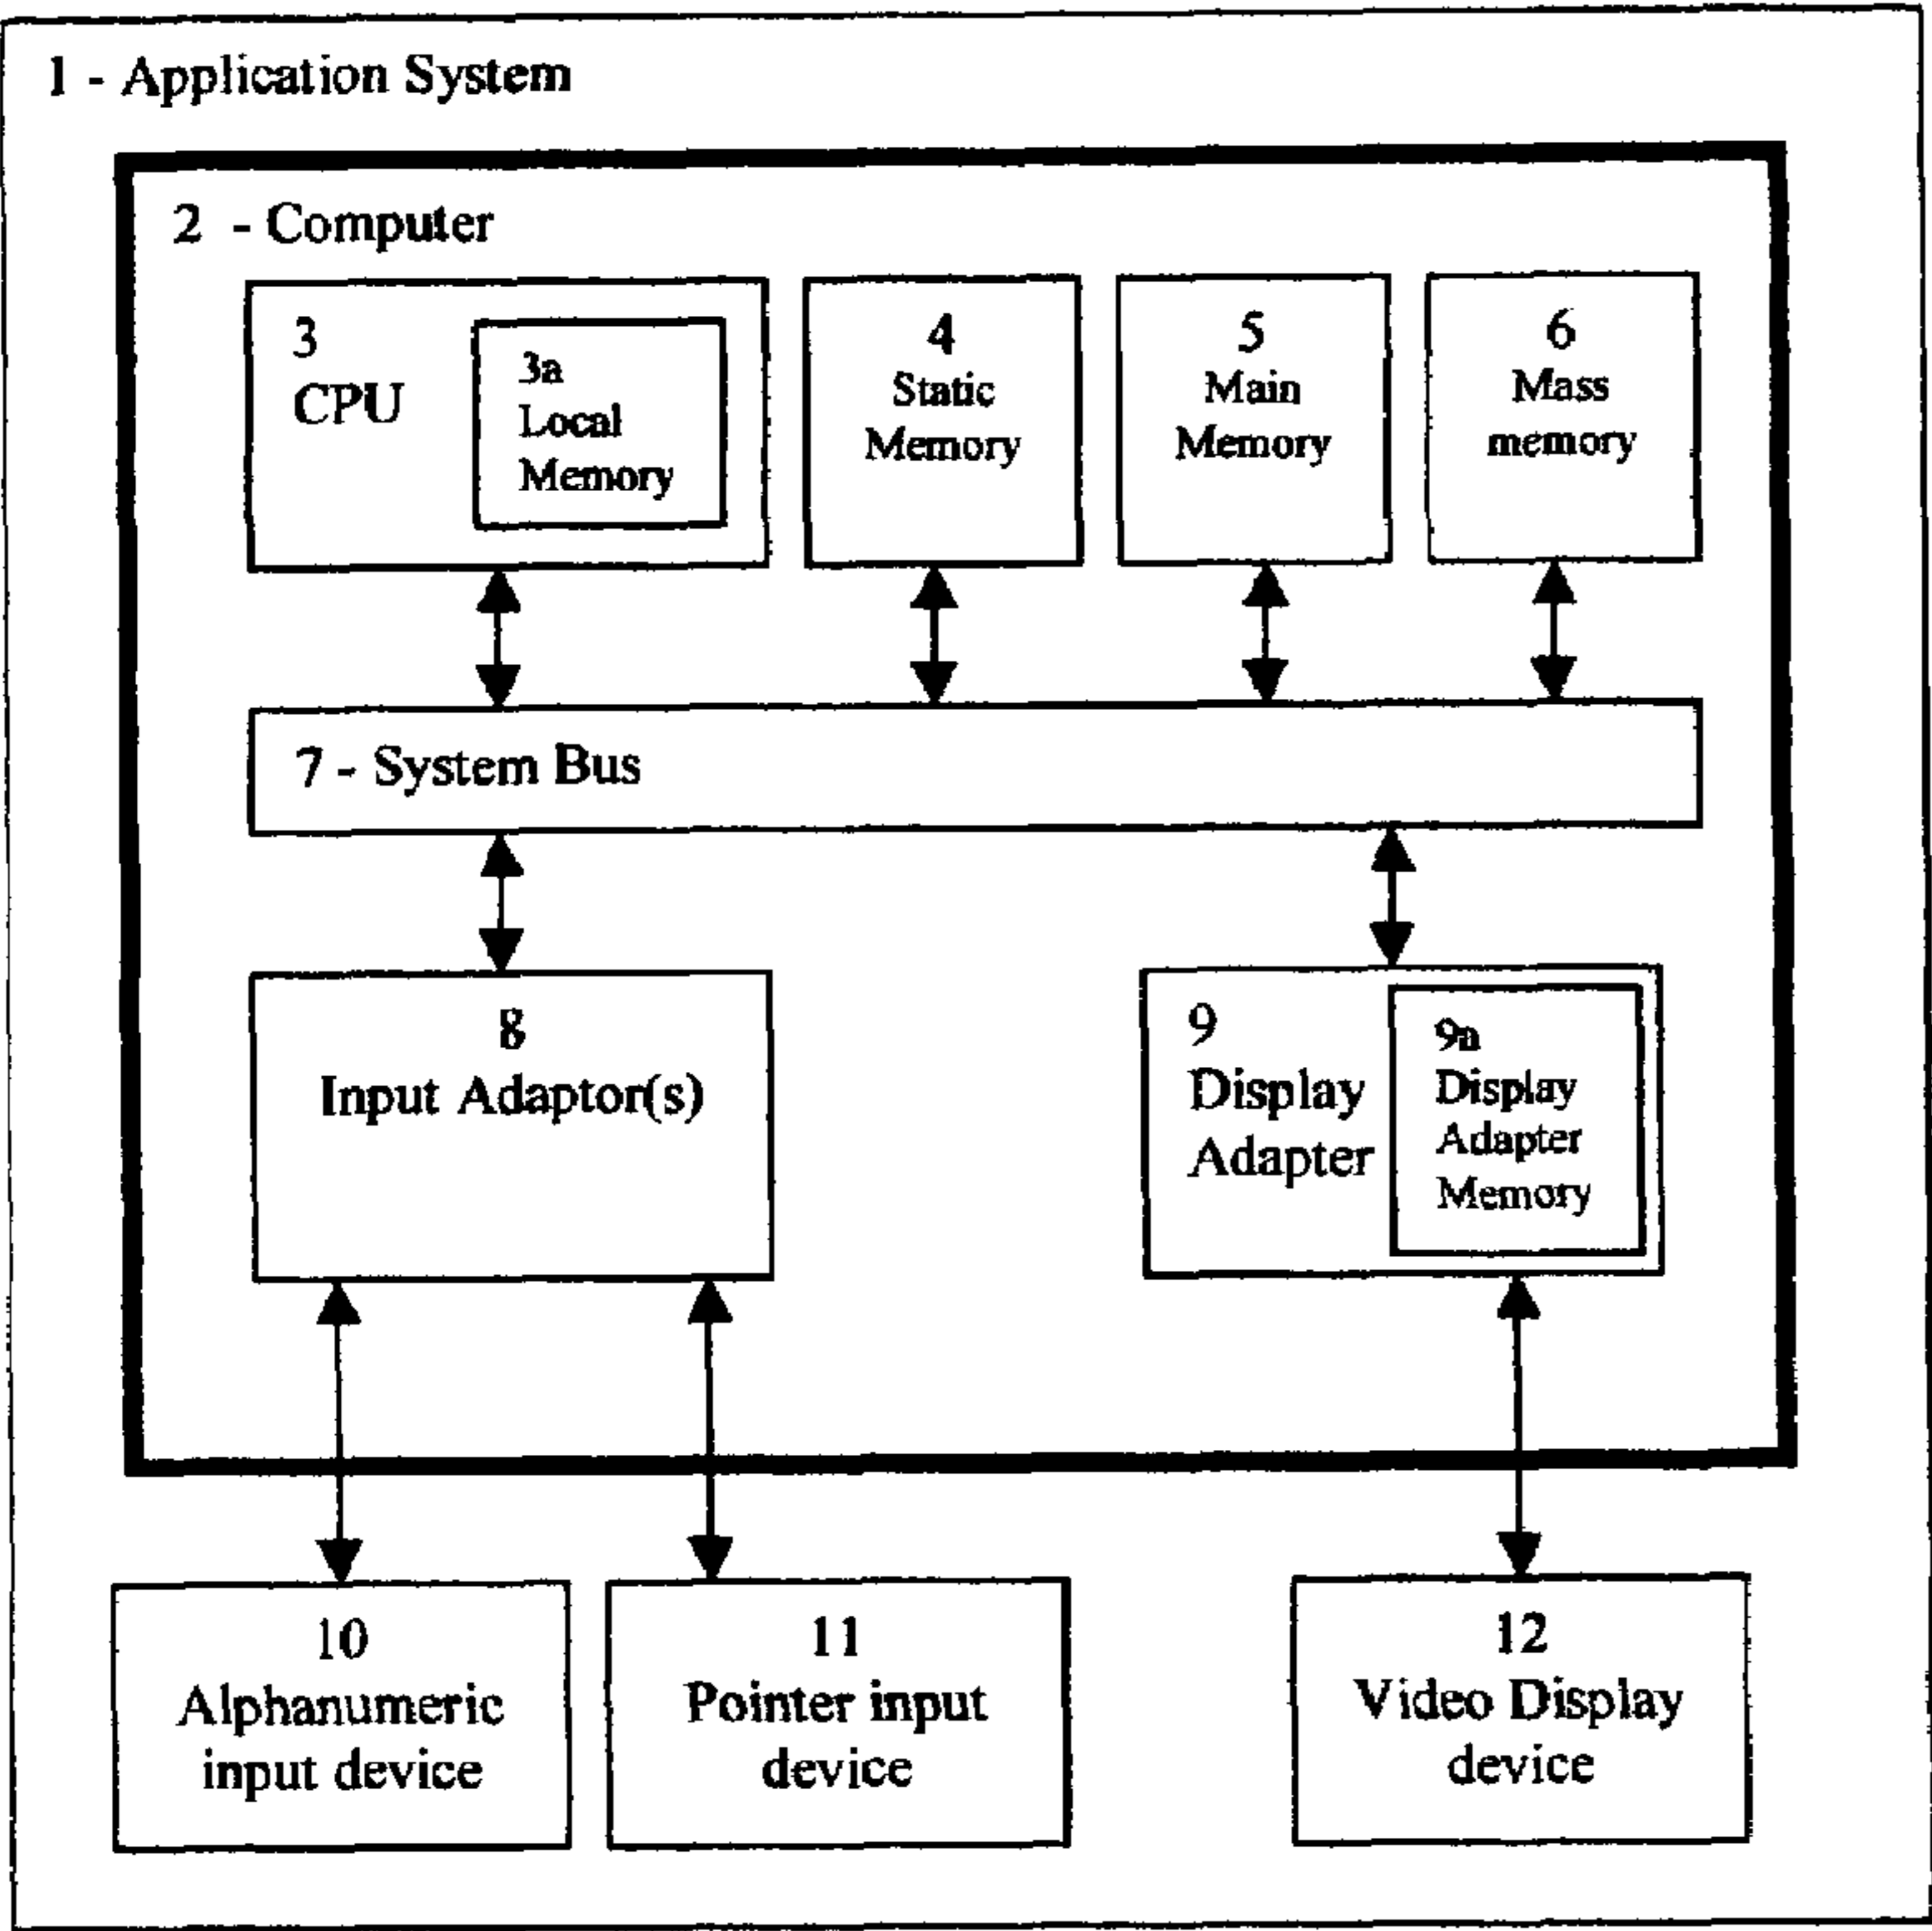 1 - Application System
2 - Computer
3
CPU
3a
Local
Memory
4
Static
Memory
5
Main
Memory
6
Mass
memory
7 - System Bus
8
Input Adaptor(s)
9
Display
Adapter
9a
Display
Adapter
Memory
10
Alphanumeric
input device
11
Pointer input
device
12
Video Display
device